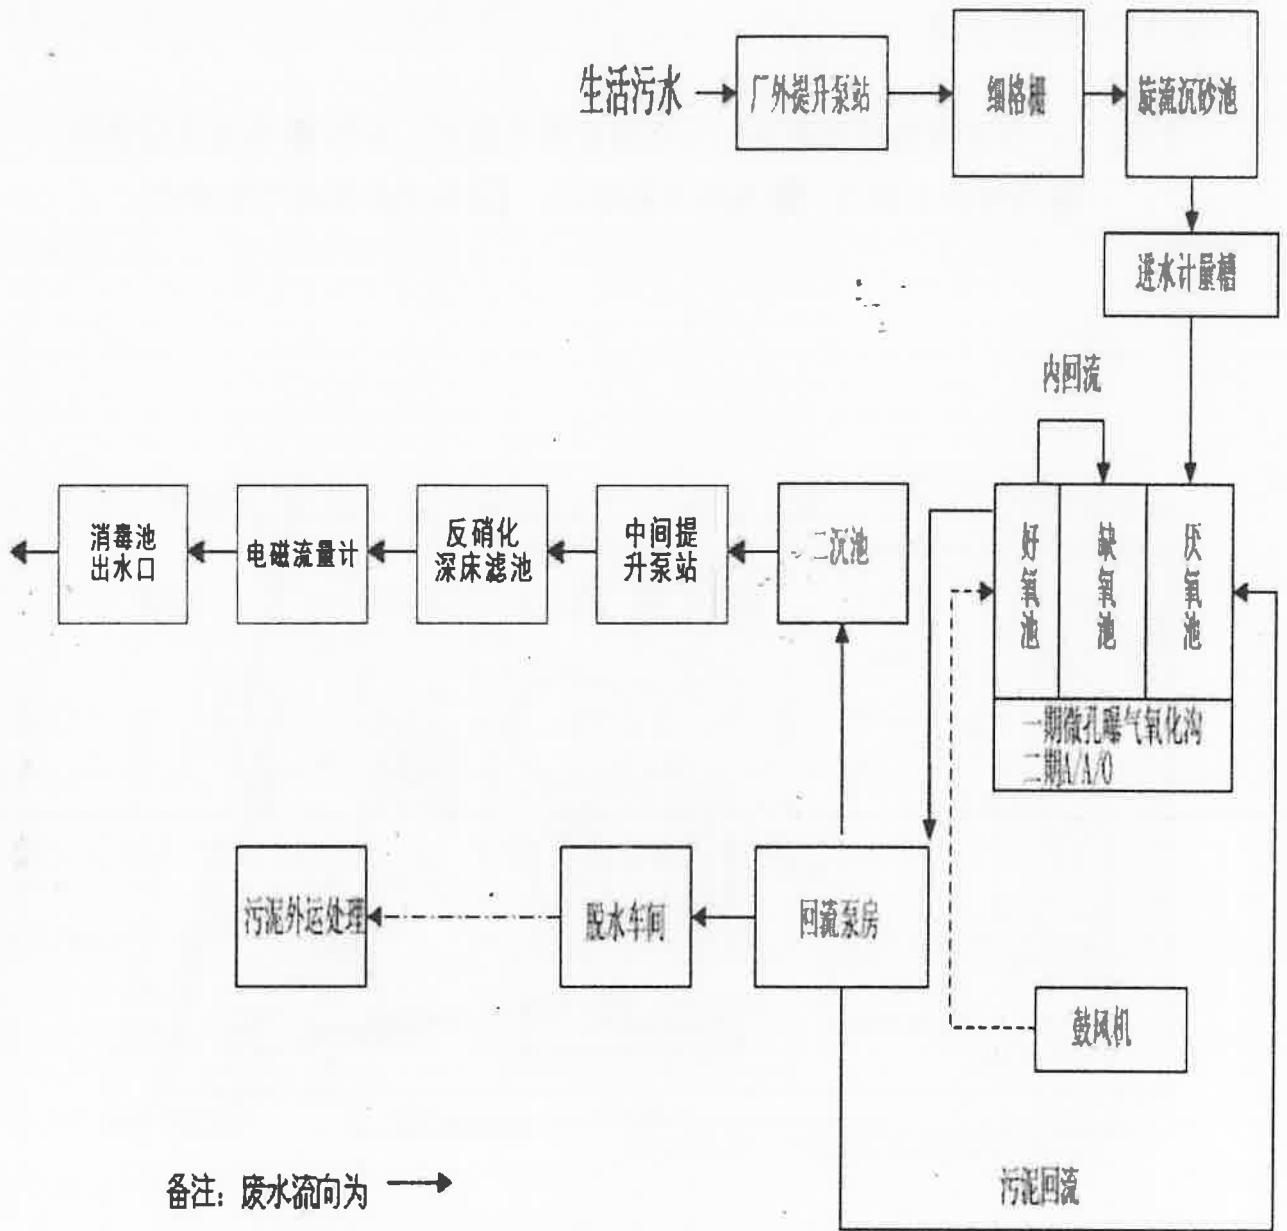 生活污水
厂外提升泵站
细格栅
旋流沉砂池
进水计量槽
内回流
消毒池
出水口
电磁流量计
反硝化
深床滤池
中间提
升泵站
二沉池
好氧池
缺氧池
厌氧池
一期微孔曝气氧化沟
二期A/A/O
污泥外运处理
脱水车间
回流泵房
鼓风机
污泥回流
备注：废水流向为